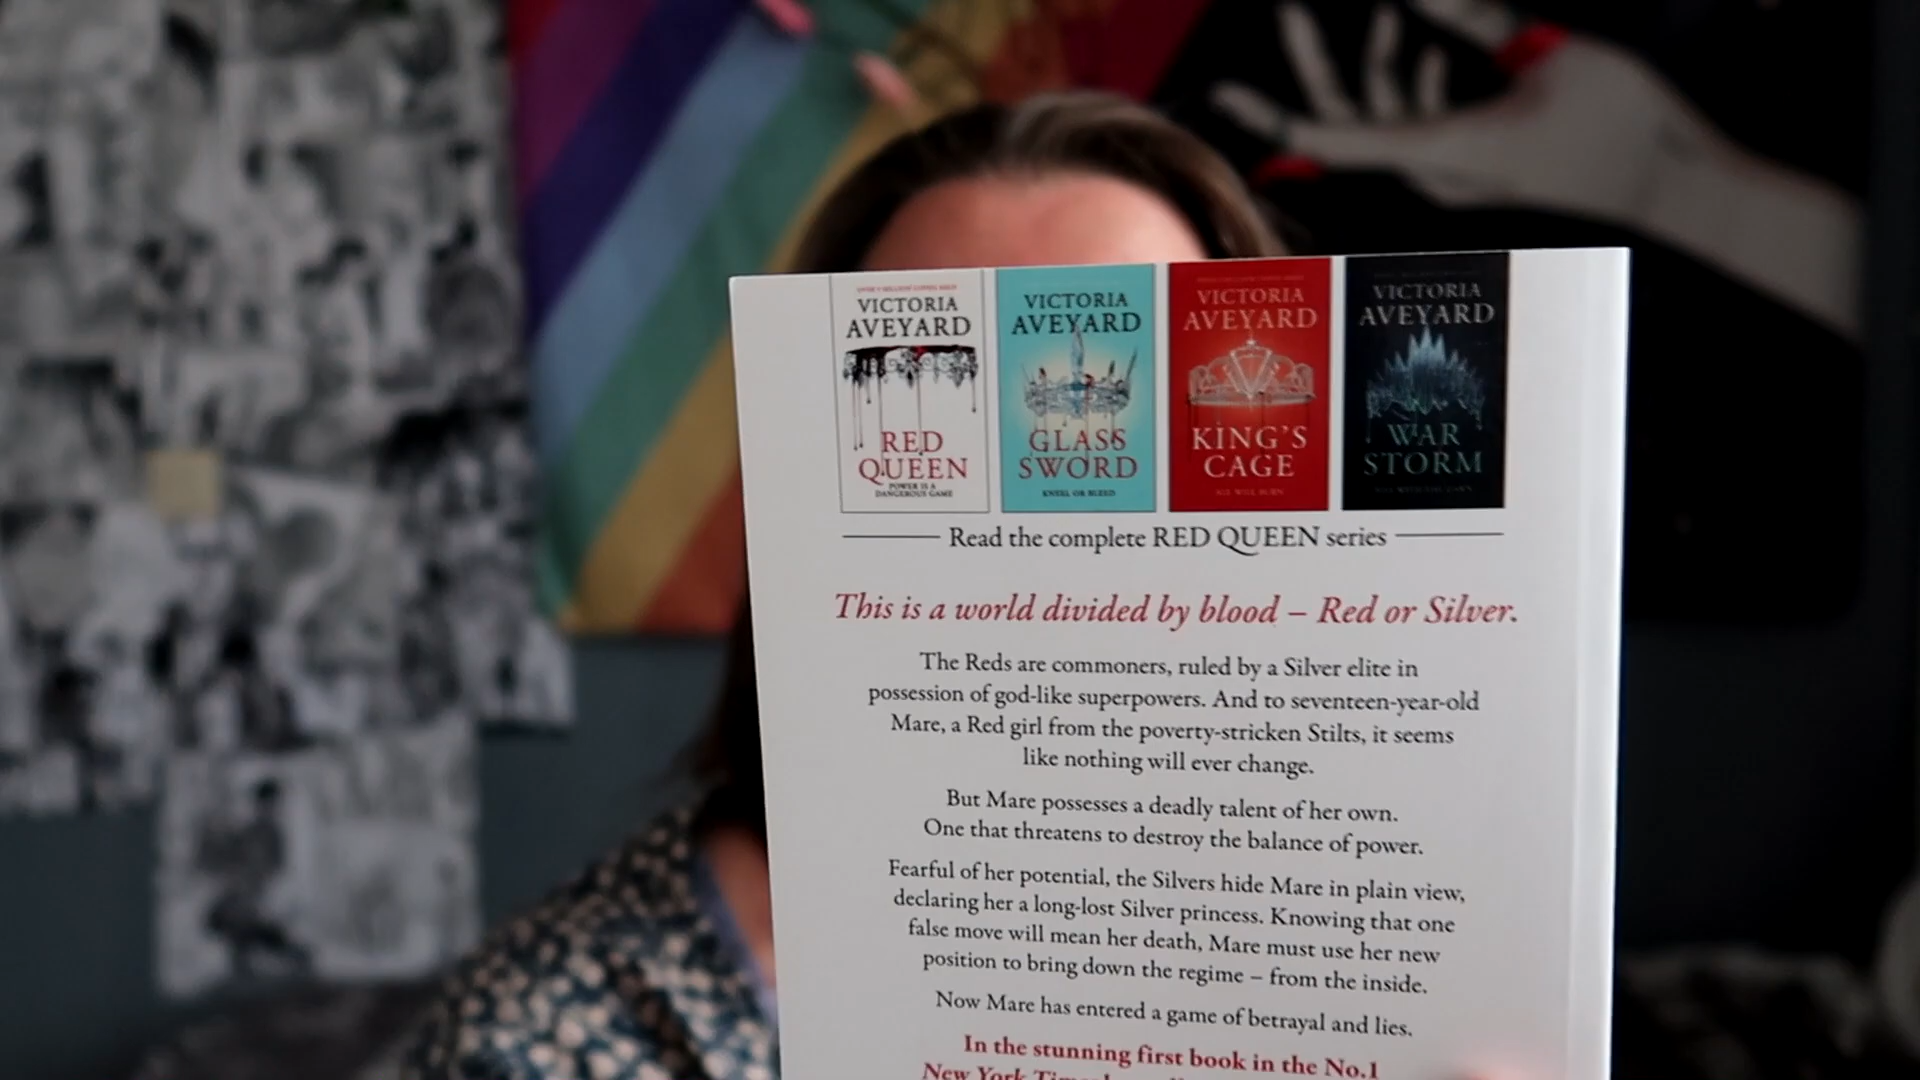 VICTORIA
AVEYARD
RED
QUEEN
POWER IS A
DANGEROUS GAME
VICTORIA
AVEYARD
GLASS
SWORD
KNEEL OR BLEED
VICTORIA
AVEYARD
KING'S
CAGE
VICTORIA
AVEYARD
WAR
STORM
Read the complete RED QUEEN series
This is a world divided by blood – Red or Silver.
The Reds are commoners, ruled by a Silver elite in
possession of god-like superpowers. And to seventeen-year-old
Mare, a Red girl from the poverty-stricken Stilts, it seems
like nothing will ever change.
But Mare possesses a deadly talent of her own.
One that threatens to destroy the balance of power.
Fearful of her potential, the Silvers hide Mare in plain view,
declaring her a long-lost Silver princess. Knowing that one
false move will mean her death, Mare must use her new
position to bring down the regime – from the inside.
Now Mare has entered a game of betrayal and lies.
In the stunning first book in the No.1
New York